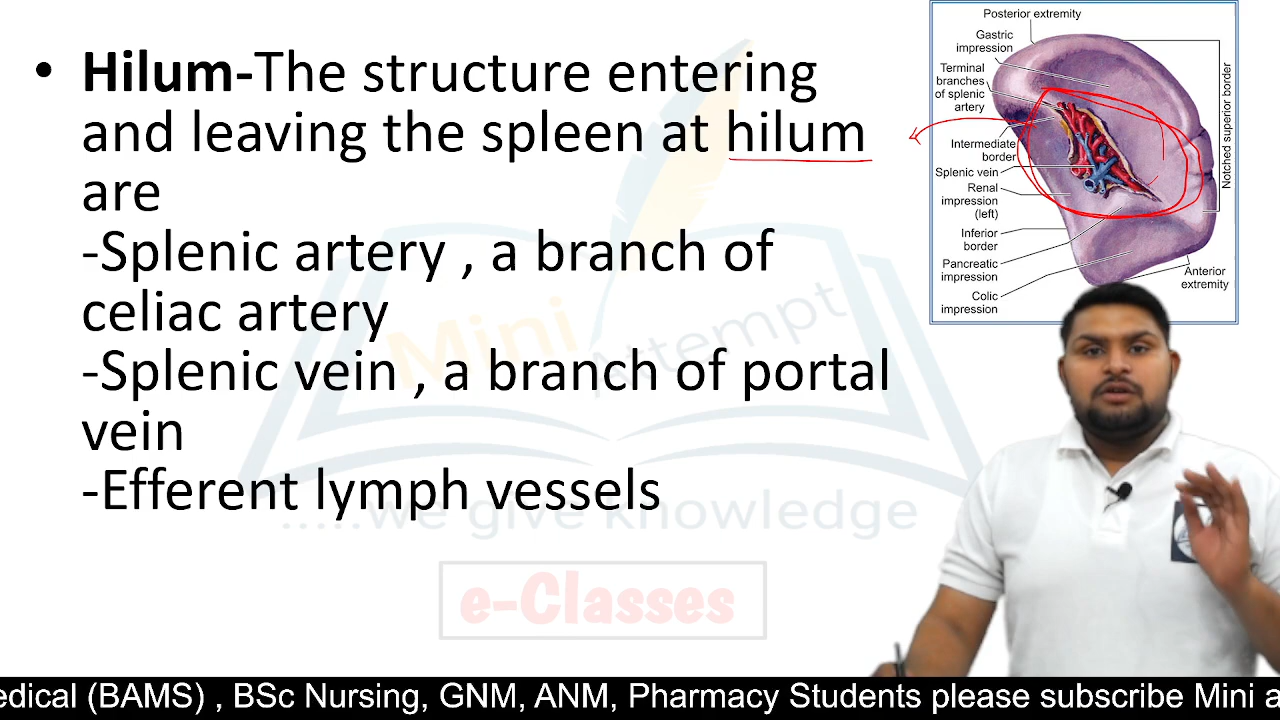 • Hilum-The structure entering
and leaving the spleen at hilum
are
-Splenic artery , a branch of
celiac artery
-Splenic vein , a branch of portal
vein
-Efferent lymph vessels
Mini Attempt
.....we give knowledge
e-Classes
Posterior extremity
Gastric
impression
Terminal
branches
of splenic
artery
Intermediate
border
Splenic vein
Renal
impression
(left)
Inferior
border
Pancreatic
impression
Colic
impression
Notched superior border
Anterior
extremity
edical (BAMS) , BSc Nursing, GNM, ANM, Pharmacy Students please subscribe Mini a